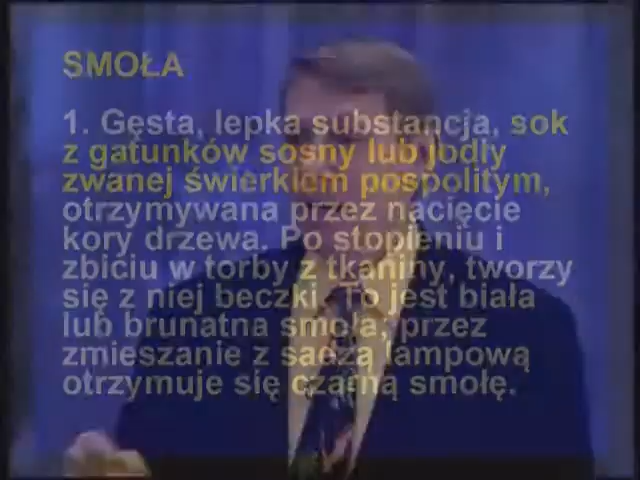 SMOŁA
1. Gęsta, lepka substancja, sok
z gatunków sosny lub jodły
zwanej świerkiem pospolitym,
otrzymywana przez nacięcie
kory drzewa. Po stopieniu i
zbiciu w torby z tkaniny, tworzy
się z niej beczki. To jest biała
lub brunatna smoła; przez
zmieszanie z sadzą lampową
otrzymuje się czarną smołę.